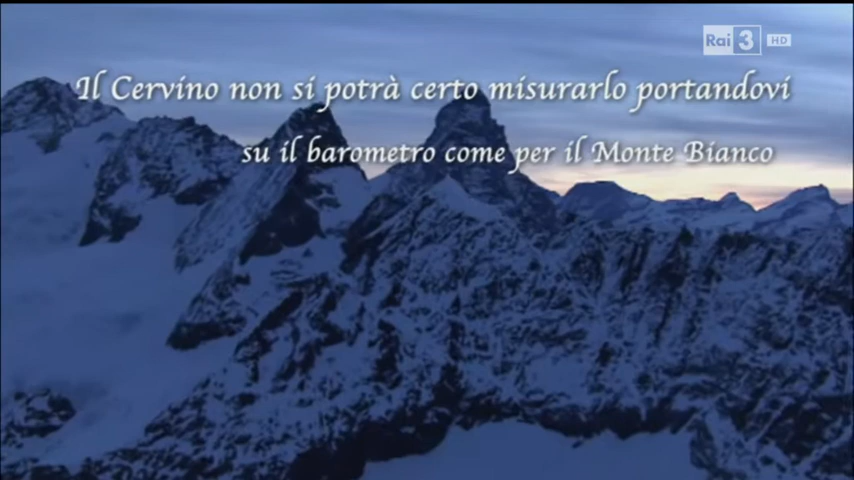 Rai 3 HD
Il Cervino non si potrà certo misurarlo portandovi
su il barometro come per il Monte Bianco